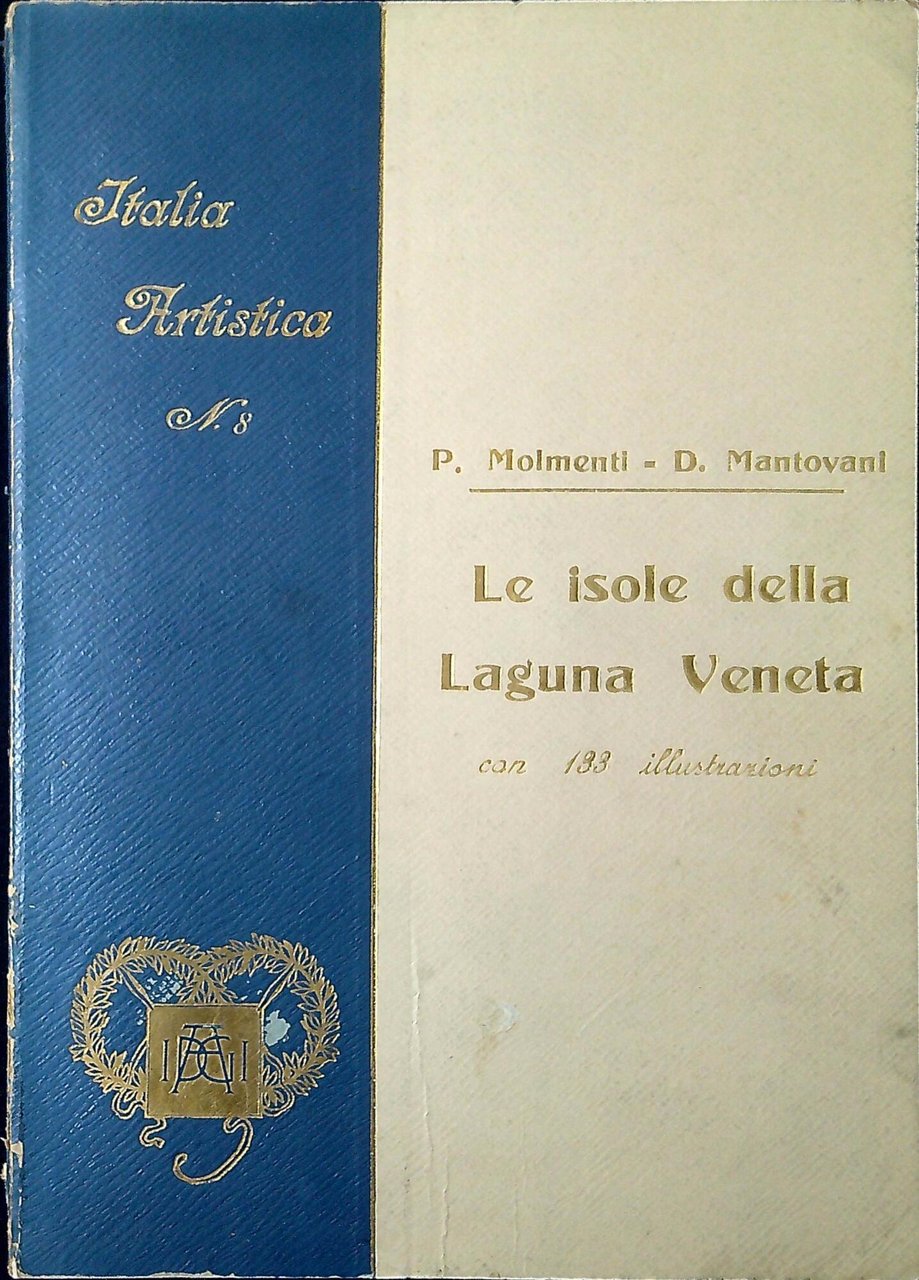 Italia
Artistica
N. 8
P. Molmenti - D. Mantovani
Le isole della
Laguna Veneta
con 133 illustrazioni